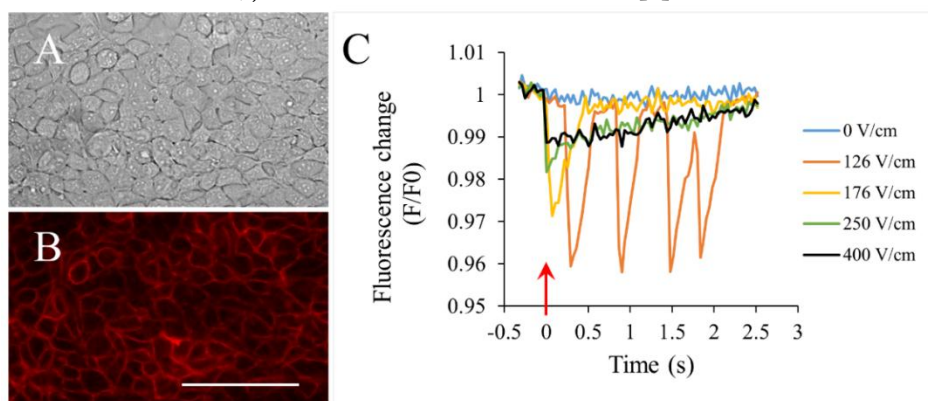 A
B
C
Fluorescence change
(F/F0)
1.01
1
0.99
0.98
0.97
0.96
0.95
-0.5
0
0.5
1
1.5
2
2.5
3
Time (s)
0 V/cm
126 V/cm
176 V/cm
250 V/cm
400 V/cm